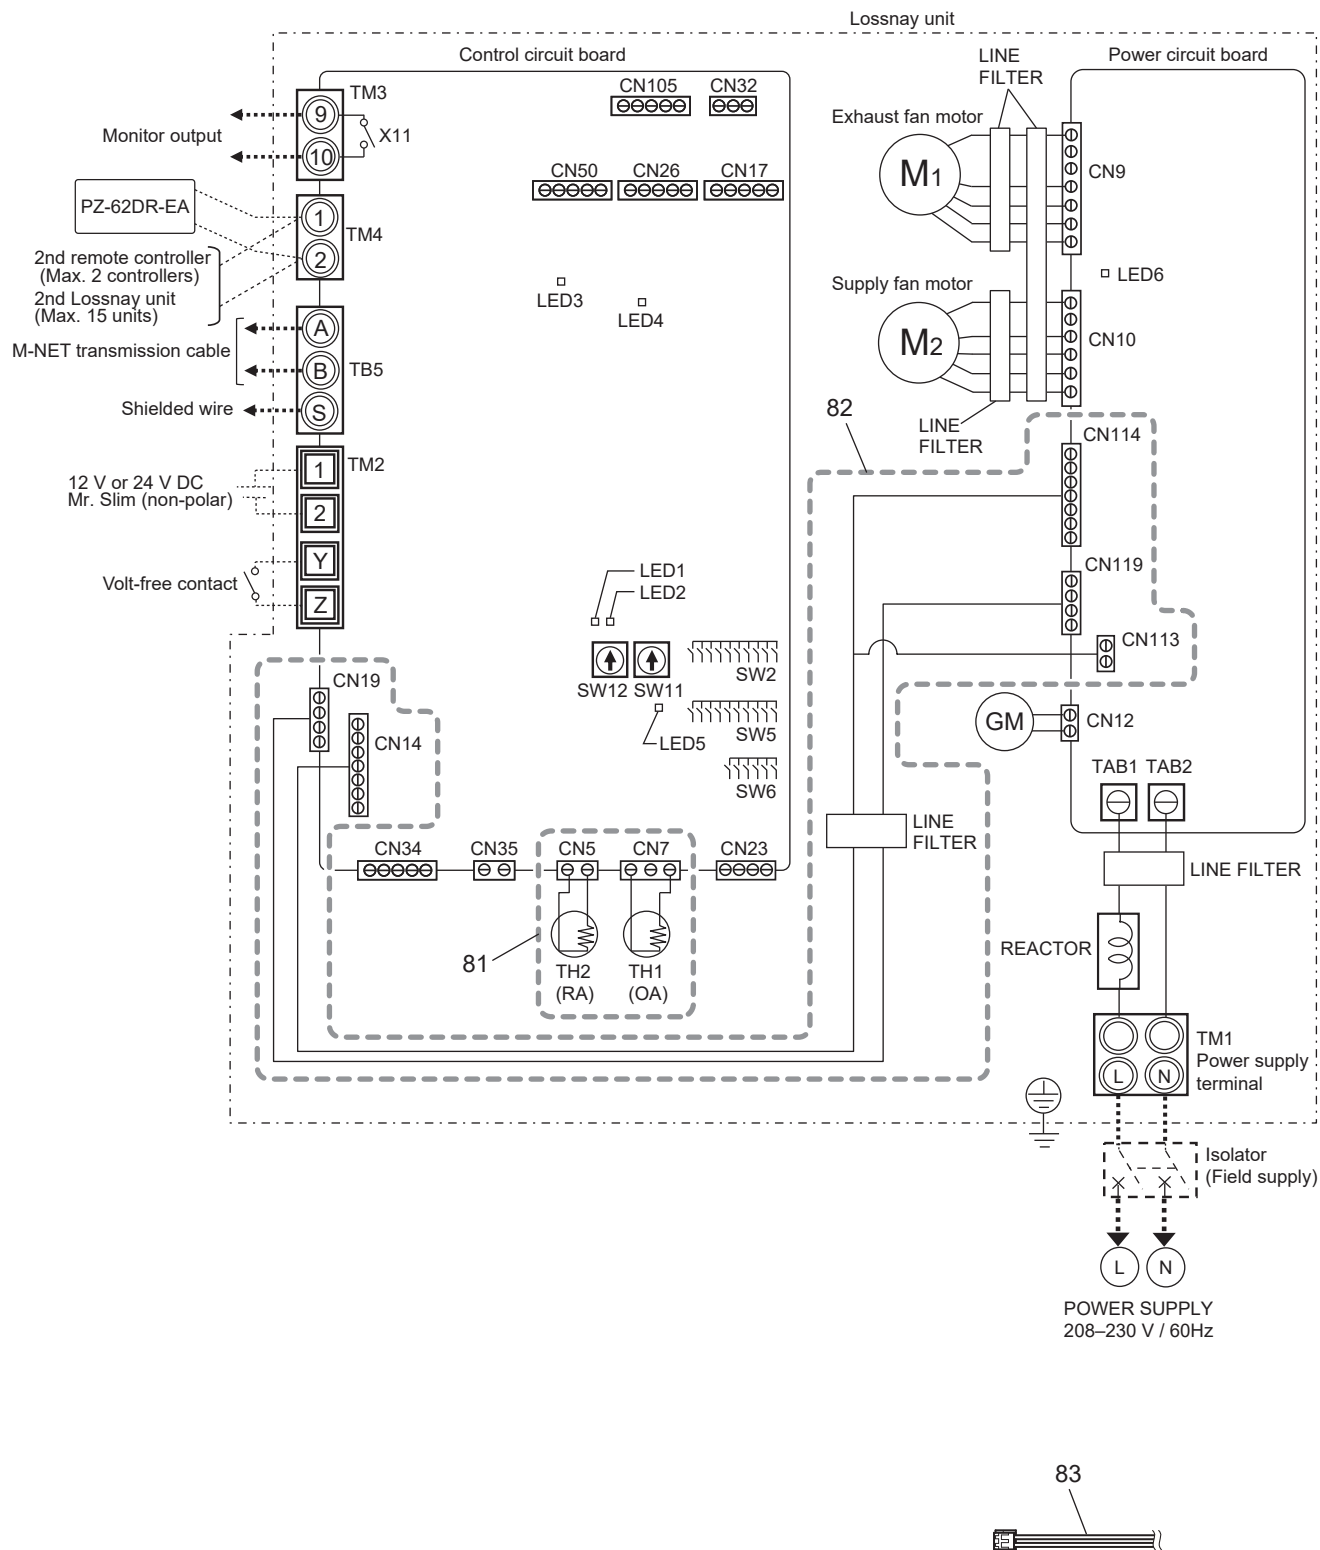 Lossnay unit
Control circuit board
LINE
FILTER
Power circuit board
TM3
CN105
CN32
9
Exhaust fan motor
Monitor output
X11
10
M1
CN9
CN50
CN26
CN17
PZ-62DR-EA
1
TM4
2nd remote controller
(Max. 2 controllers)
2
2nd Lossnay unit
(Max. 15 units)
LED3
LED4
LED6
Supply fan motor
A
M-NET transmission cable
B
TB5
M2
CN10
Shielded wire
S
82
LINE
FILTER
CN114
1
TM2
12 V or 24 V DC
Mr. Slim (non-polar)
2
Y
Volt-free contact
Z
LED1
LED2
CN119
CN113
SW12
SW11
SW2
CN19
CN14
LED5
SW5
SW6
GM
CN12
TAB1
TAB2
LINE
FILTER
CN34
CN35
CN5
CN7
CN23
LINE FILTER
81
TH2
(RA)
TH1
(OA)
REACTOR
TM1
Power supply
terminal
L
N
Isolator
(Field supply)
L
N
POWER SUPPLY
208–230 V / 60Hz
83